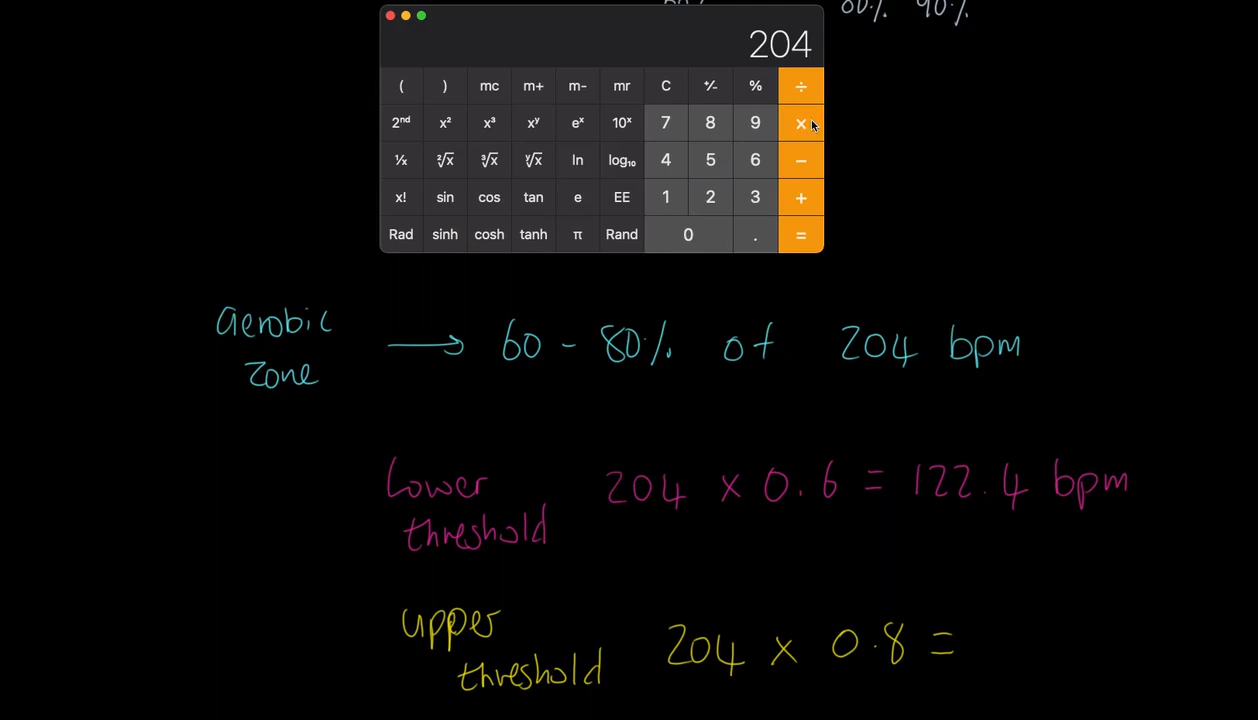 80% 90%
204
( ) mc m+ m- mr C +/- % ÷
2ⁿᵈ x² x³ xʸ eˣ 10ˣ 7 8 9 ×
¹/x ²√x ³√x ʸ√x ln log₁₀ 4 5 6 −
x! sin cos tan e EE 1 2 3 +
Rad sinh cosh tanh π Rand 0 . =
aerobic
zone
→ 60 - 80% of 204 bpm
Lower
threshold
204 x 0.6 = 122.4 bpm
upper
threshold
204 x 0.8 =